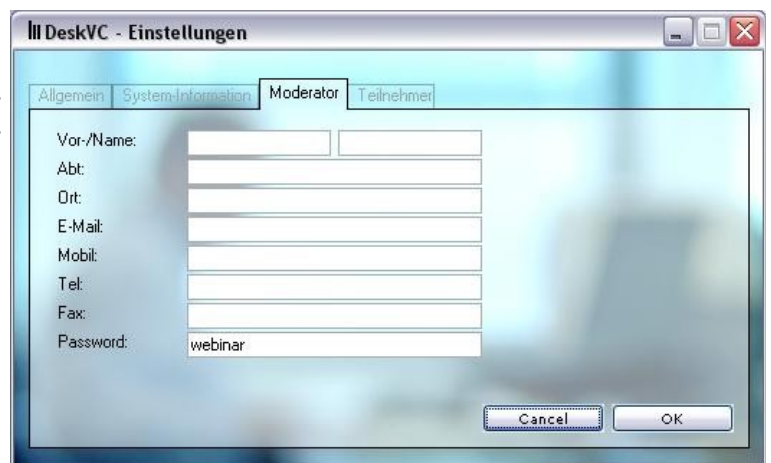 DeskVC - Einstellungen
Allgemein System-Information Moderator Teilnehmer
Vor-/Name:
Abt:
Ort:
E-Mail:
Mobil:
Tel:
Fax:
Password: webinar
Cancel OK